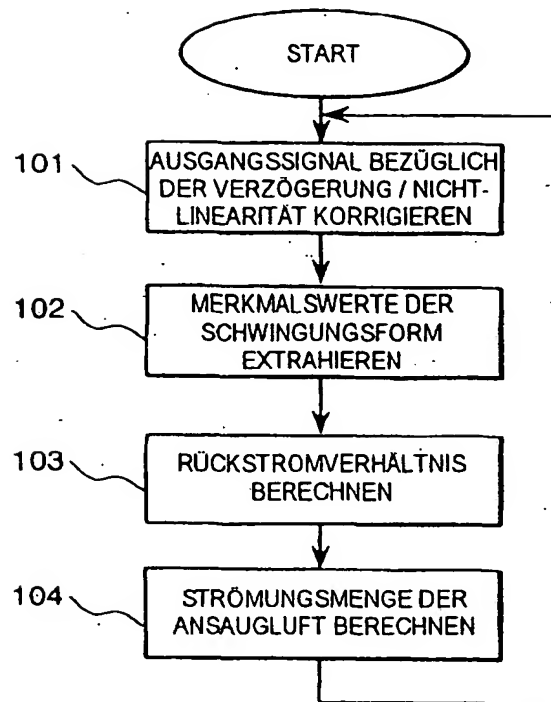 START
101
AUSGANGSSIGNAL BEZÜGLICH
DER VERZÖGERUNG / NICHT-
LINEARITÄT KORRIGIEREN
102
MERKMALSWERTE DER
SCHWINGUNGSFORM
EXTRAHIEREN
103
RÜCKSTROMVERHÄLTNIS
BERECHNEN
104
STRÖMUNGSMENGE DER
ANSAUGLUFT BERECHNEN